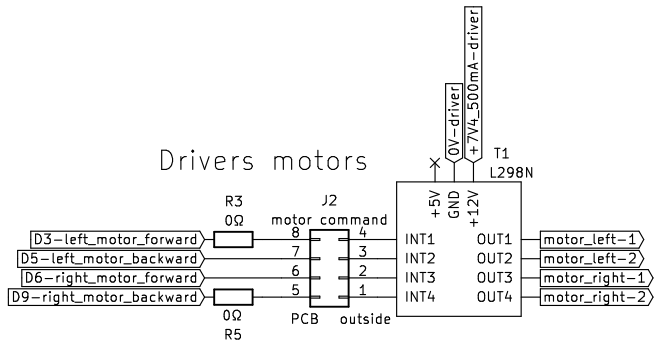 0V-driver
+7V4_500mA-driver
Drivers motors
T1
L298N
+5V
GND
+12V
R3
0Ω
J2
motor command
D3-left_motor_forward
8
4
INT1
OUT1
motor_left-1
D5-left_motor_backward
7
3
INT2
OUT2
motor_left-2
D6-right_motor_forward
6
2
INT3
OUT3
motor_right-1
D9-right_motor_backward
5
1
INT4
OUT4
motor_right-2
0Ω
R5
PCB
outside